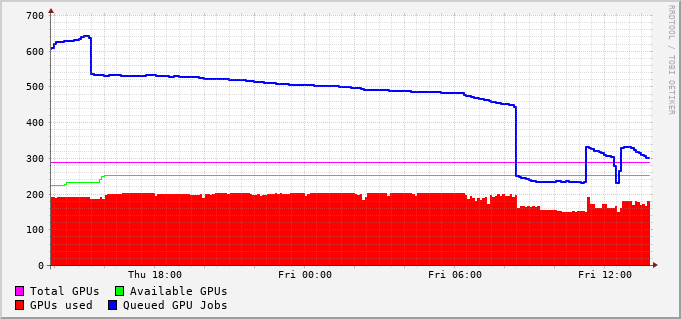 700
600
500
400
300
200
100
0
Thu 18:00 Fri 00:00 Fri 06:00 Fri 12:00
Total GPUs Available GPUs
GPUs used Queued GPU Jobs
RRDTOOL / TOBI OETIKER